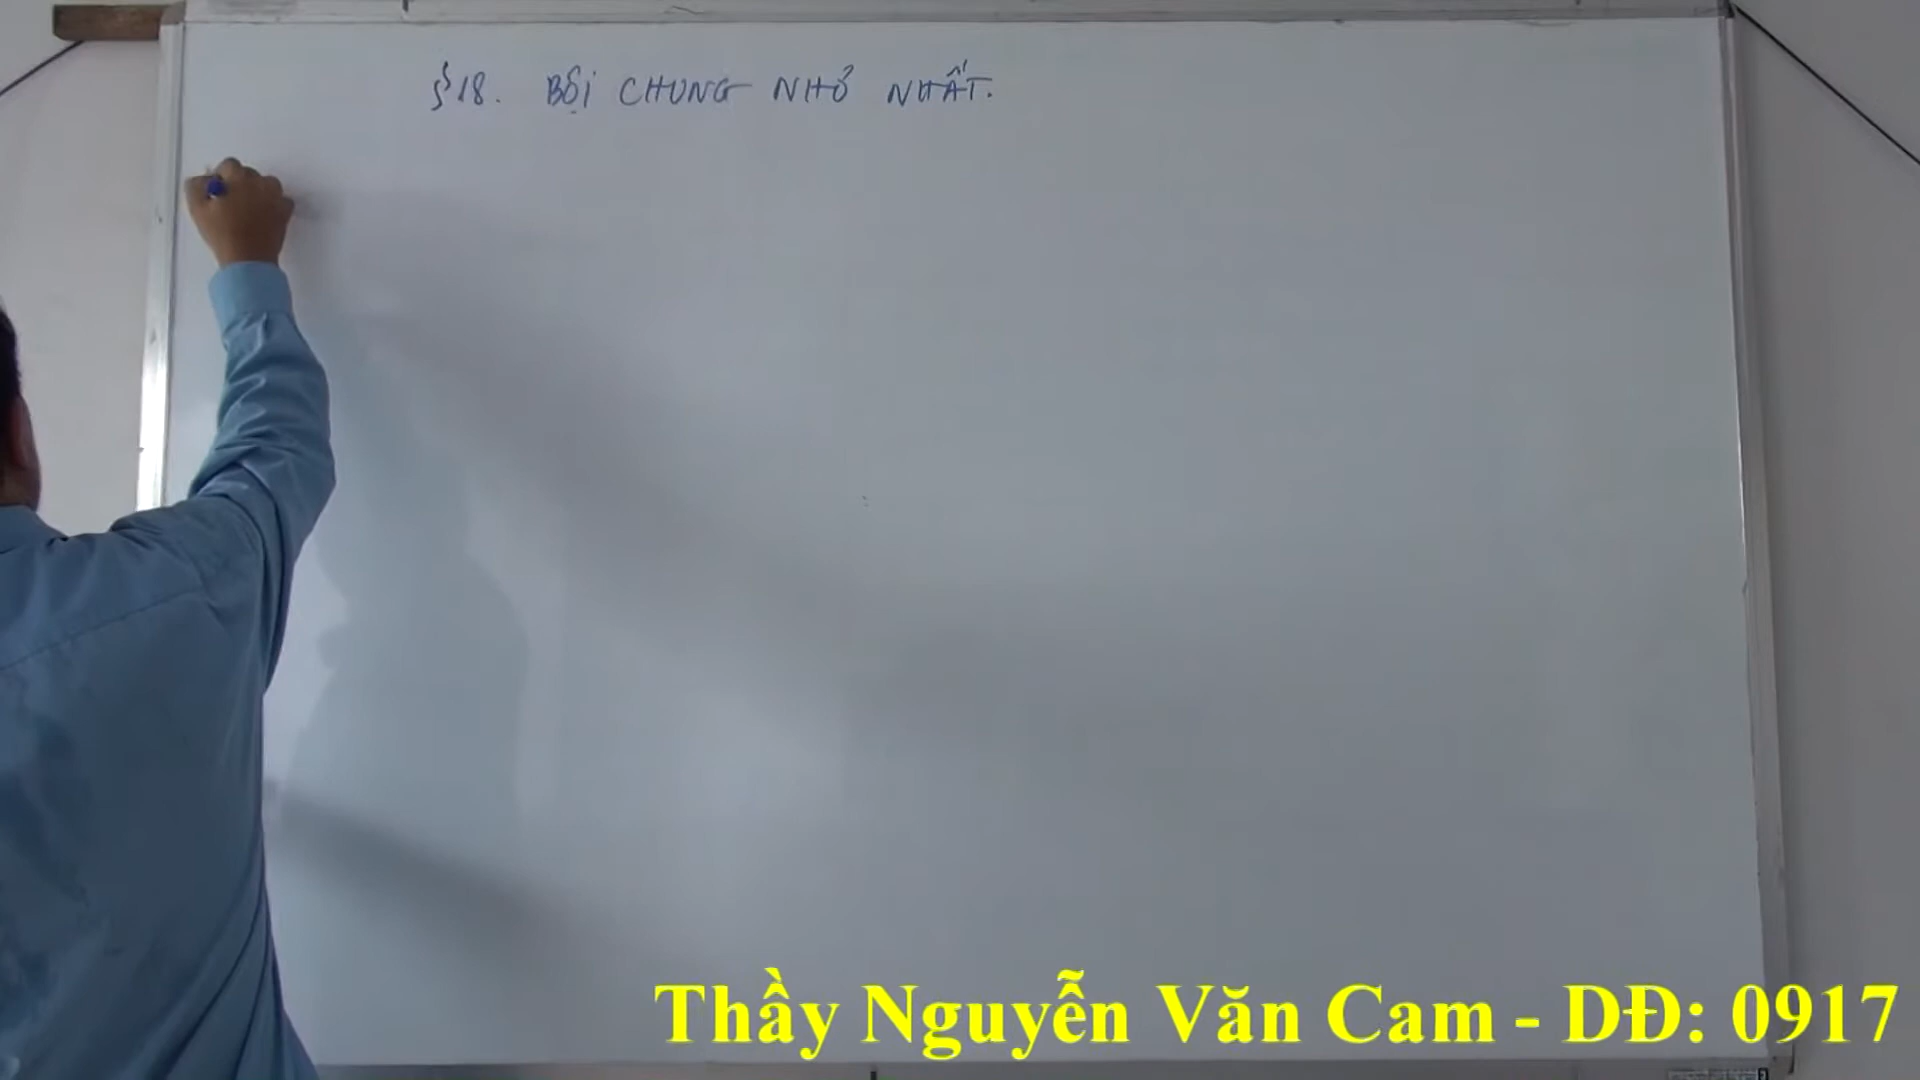 §18. BỘI CHUNG NHỎ NHẤT.
Thầy Nguyễn Văn Cam - DĐ: 0917